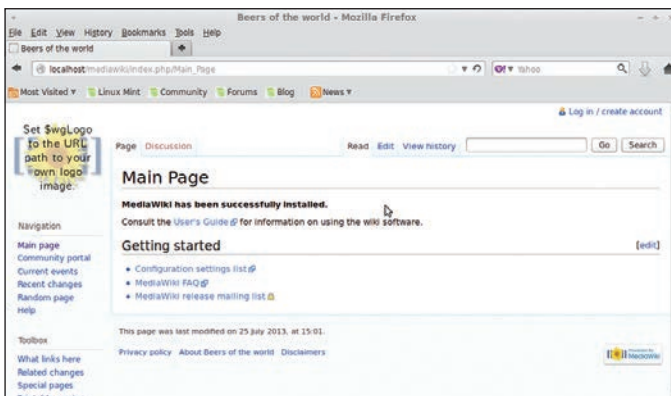 Beers of the world - Mozilla Firefox
File Edit View History Bookmarks Tools Help
Beers of the world
localhost/mediawiki/index.php/Main_Page
Yahoo
Most Visited Linux Mint Community Forums Blog News
Log in / create account
Set $wgLogo
to the URL
path to your
own logo
image.
Page Discussion Read Edit View history Go Search
Main Page
MediaWiki has been successfully installed.
Consult the User's Guide for information on using the wiki software.
Navigation
Main page
Community portal
Current events
Recent changes
Random page
Help
Getting started [edit]
• Configuration settings list
• MediaWiki FAQ
• MediaWiki release mailing list
This page was last modified on 25 July 2013, at 15:01.
Privacy policy About Beers of the world Disclaimers
MediaWiki
Toolbox
What links here
Related changes
Special pages